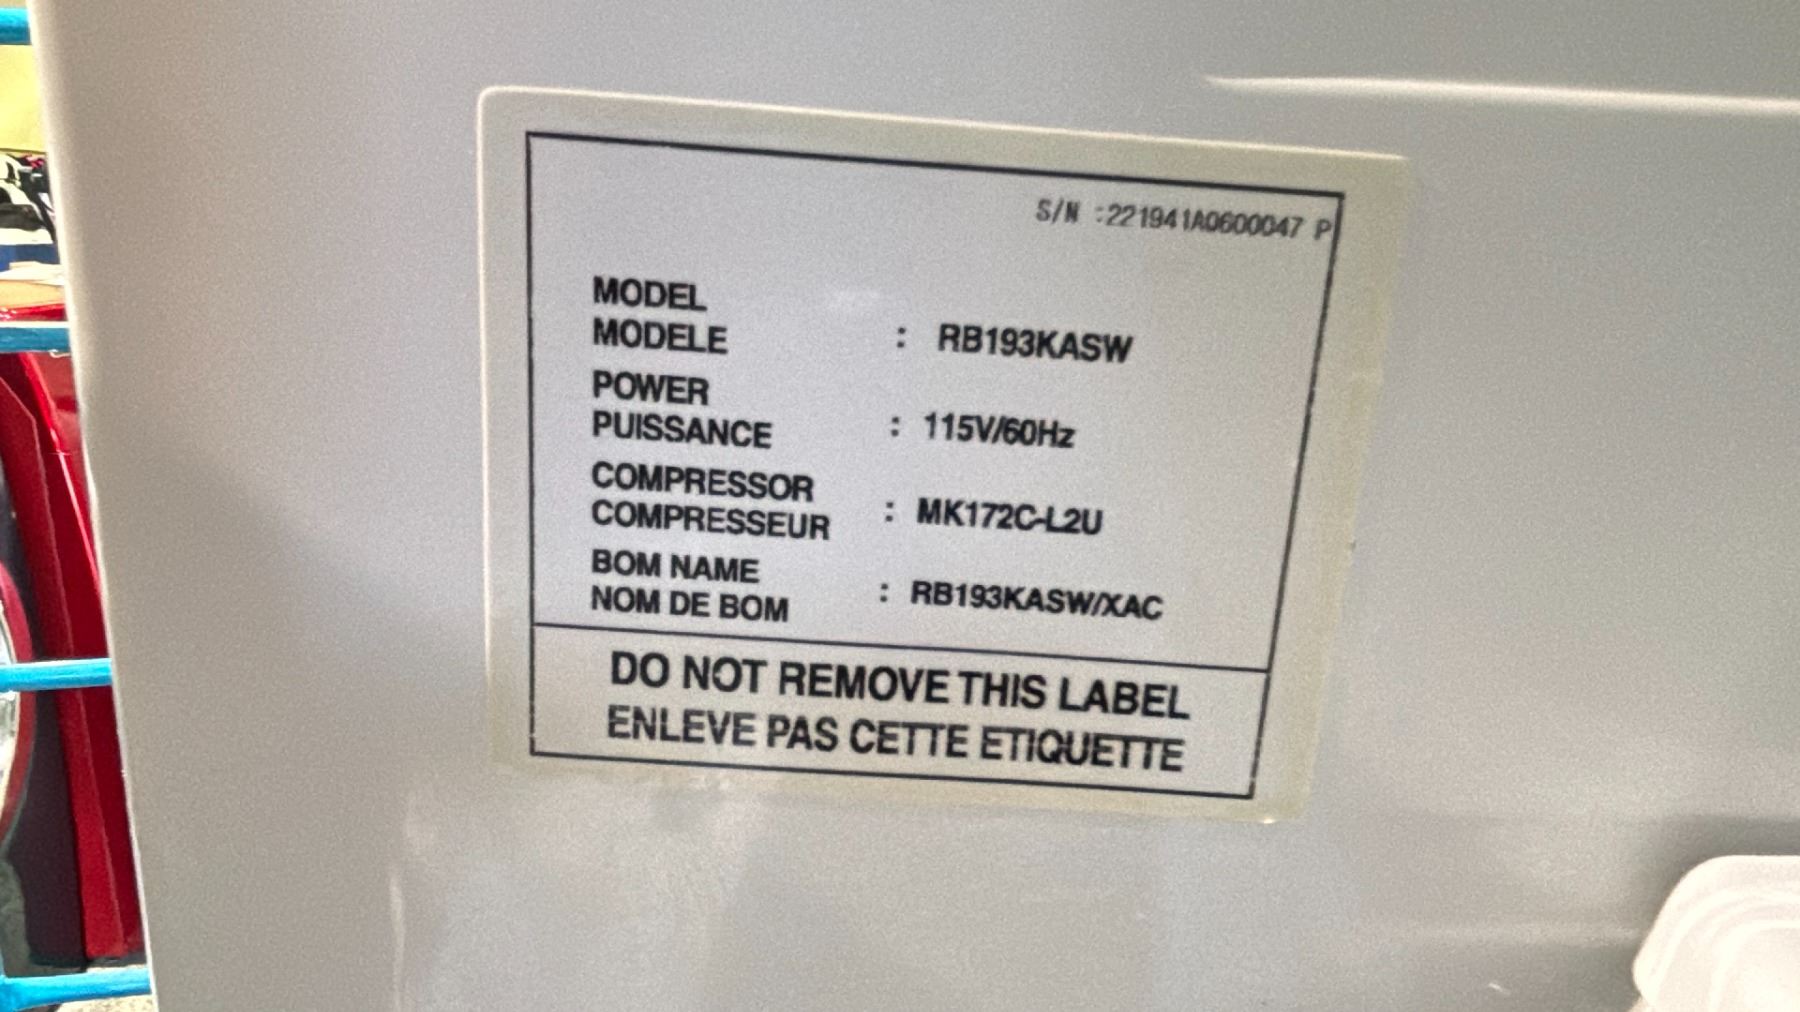 S/N :221941A0600047 P
MODEL
MODELE : RB193KASW
POWER
PUISSANCE : 115V/60Hz
COMPRESSOR
COMPRESSEUR : MK172C-L2U
BOM NAME
NOM DE BOM : RB193KASW/XAC
DO NOT REMOVE THIS LABEL
ENLEVE PAS CETTE ETIQUETTE